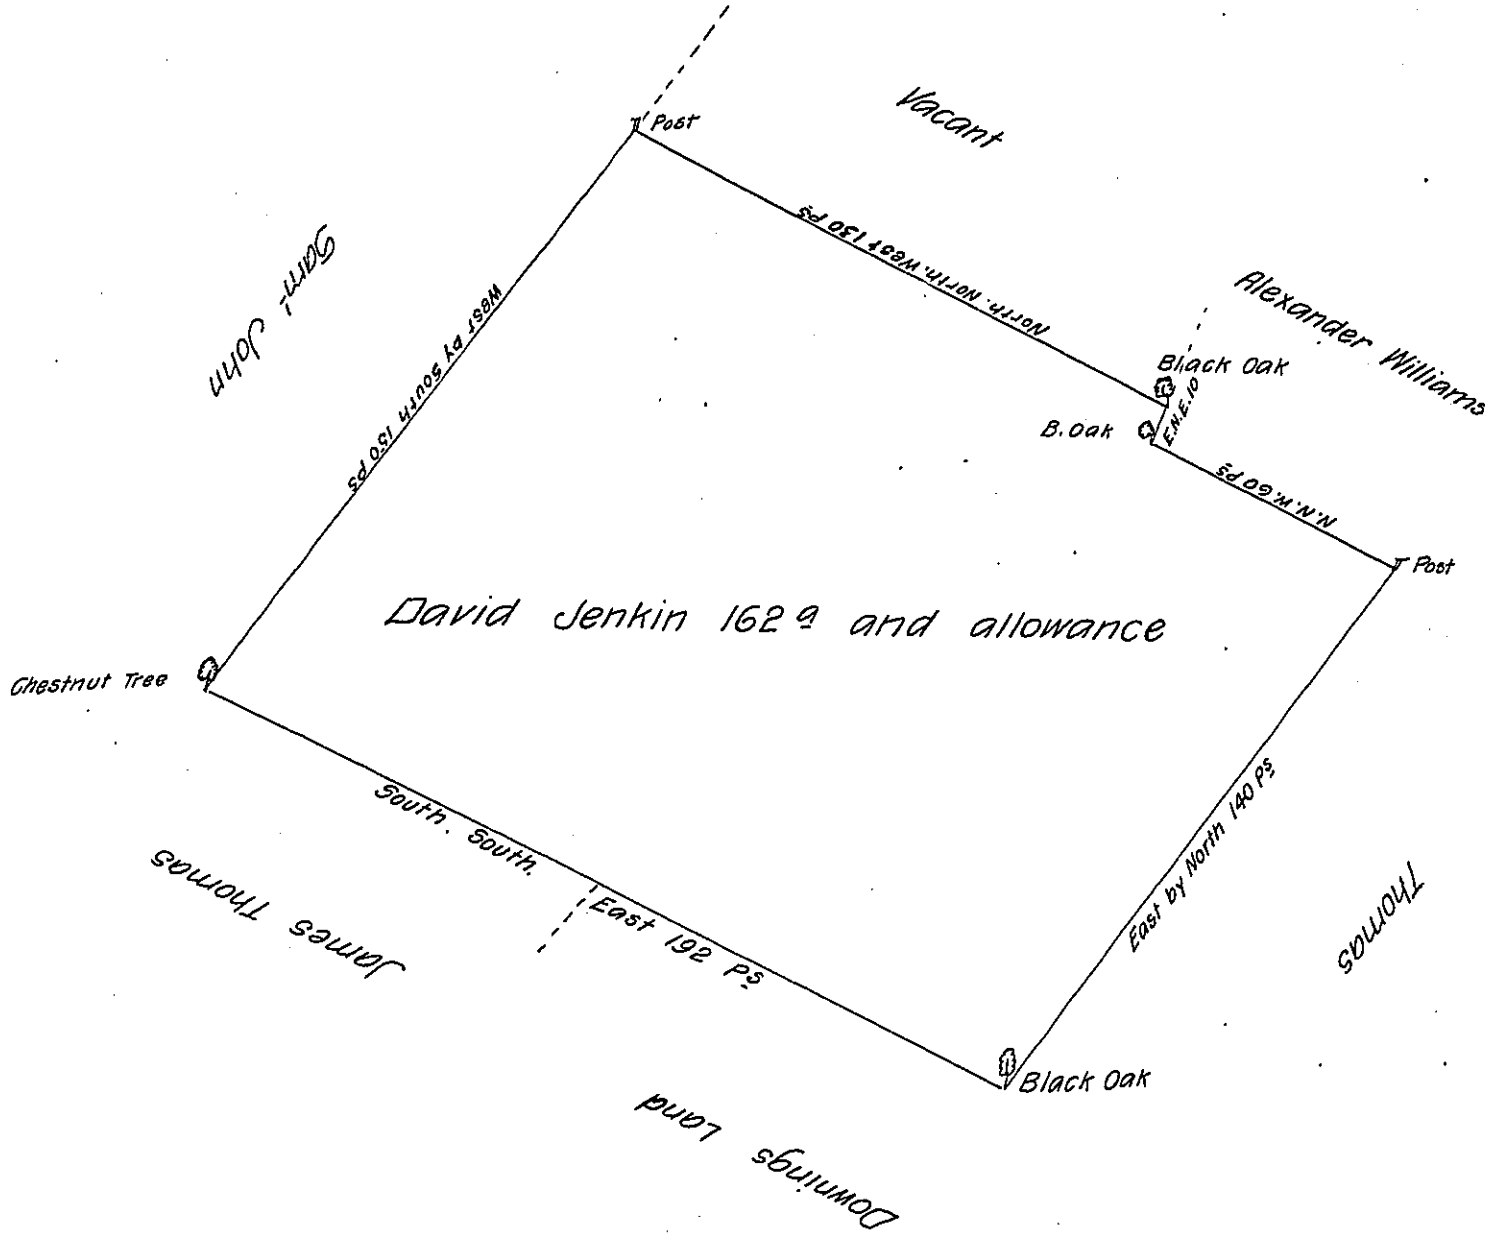 Vacant
Post
North. North. West 130 Ps
Sam'l John
Alexander Williams
Black Oak
E.N.E. 10
B. Oak
West by South 150 Ps
N.N.W. 60 Ps
Post
David Jenkin 162 a and allowance
Chestnut Tree
South. South. East 192 Ps
East by North 140 Ps
James Thomas
Thomas
Black Oak
Downings Land